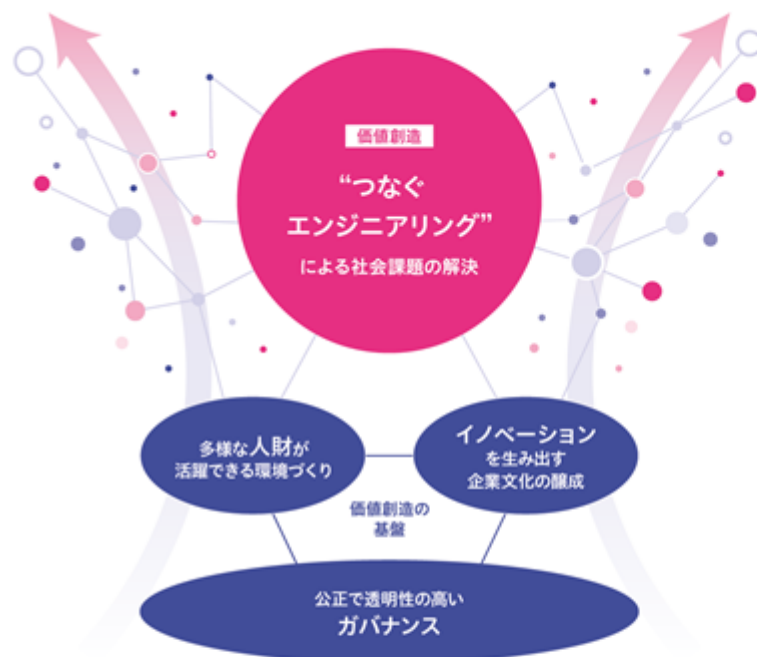 価値創造
“つなぐ
エンジニアリング”
による社会課題の解決
多様な人財が
活躍できる環境づくり
イノベーション
を生み出す
企業文化の醸成
価値創造の
基盤
公正で透明性の高い
ガバナンス